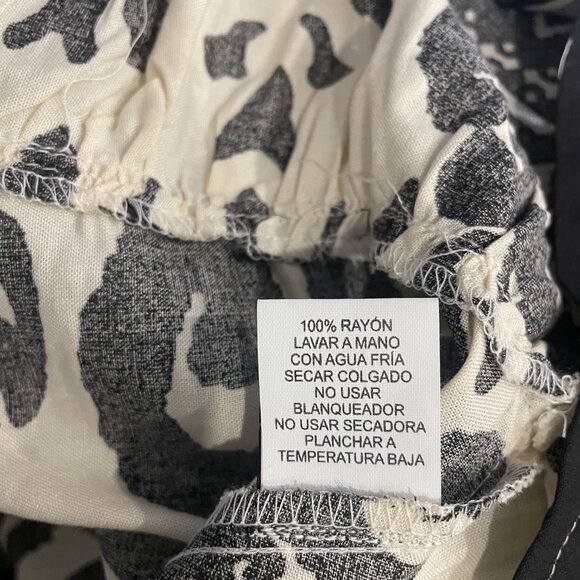 100% RAYÓN
LAVAR A MANO
CON AGUA FRÍA
SECAR COLGADO
NO USAR
BLANQUEADOR
NO USAR SECADORA
PLANCHAR A
TEMPERATURA BAJA